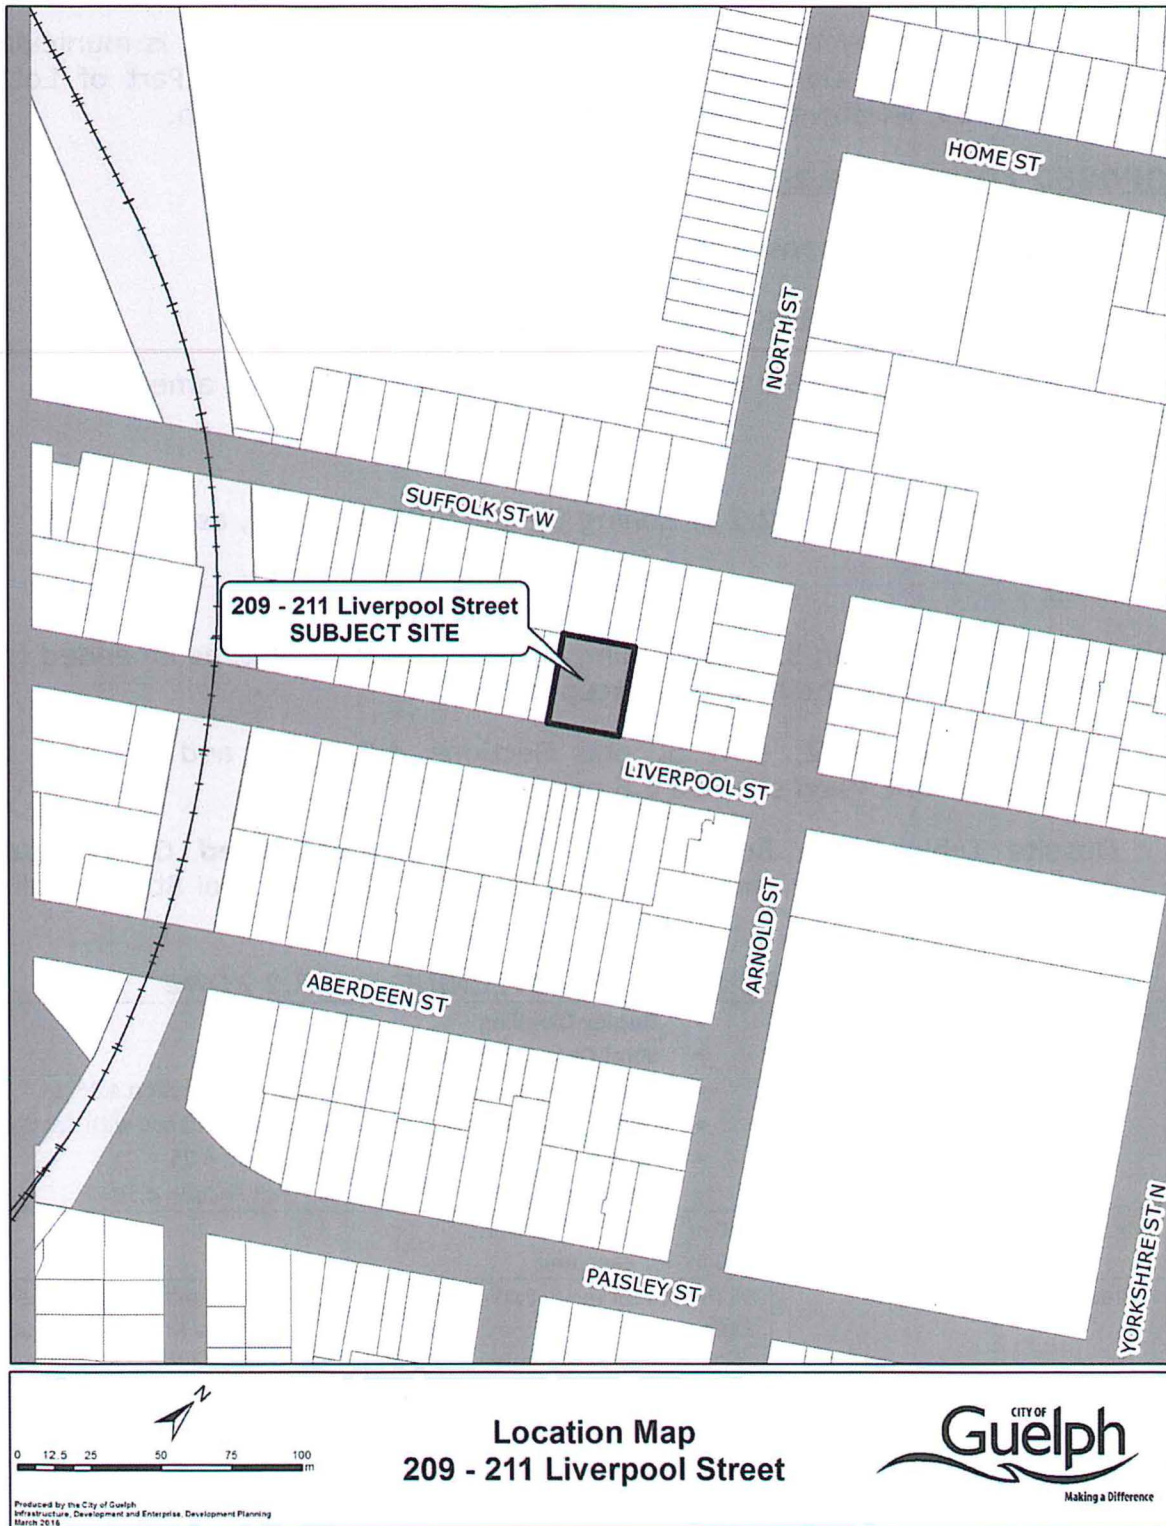 HOME ST
NORTH ST
SUFFOLK ST W
209 - 211 Liverpool Street
SUBJECT SITE
LIVERPOOL ST
ARNOLD ST
ABERDEEN ST
PAISLEY ST
YORKSHIRE ST N
N
0 12.5 25 50 75 100
m
Produced by the City of Guelph
Infrastructure, Development and Enterprise, Development Planning
March 2016
Location Map
209 - 211 Liverpool Street
CITY OF
Guelph
Making a Difference